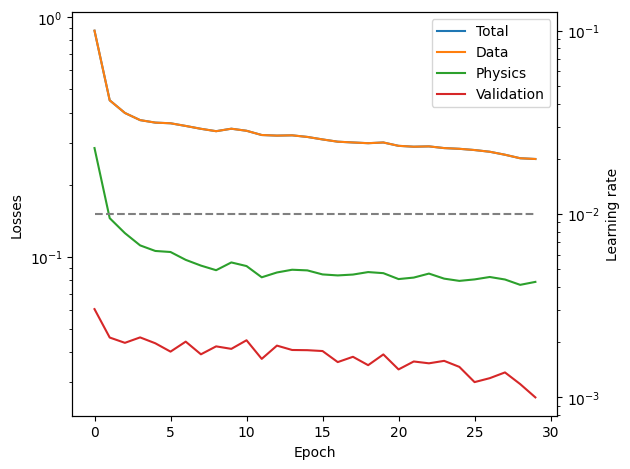 10⁰
10⁻¹
Losses
0
5
10
15
20
25
30
Epoch
10⁻¹
10⁻²
10⁻³
Learning rate
Total
Data
Physics
Validation